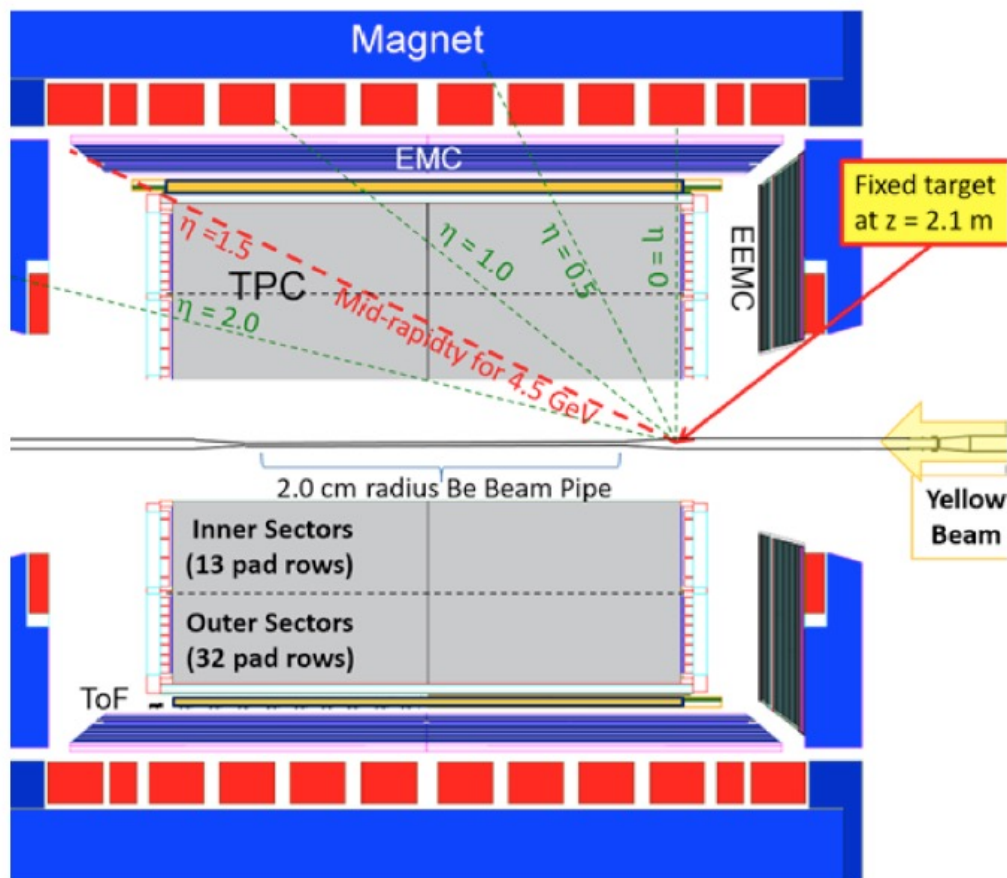 Magnet
EMC
Fixed target
at z = 2.1 m
EEMC
η = 0
η = 0.5
η = 1.0
η =1.5
TPC
η = 2.0
Mid-rapidty for 4.5 GeV
2.0 cm radius Be Beam Pipe
Yellow
Beam
Inner Sectors
(13 pad rows)
Outer Sectors
(32 pad rows)
ToF